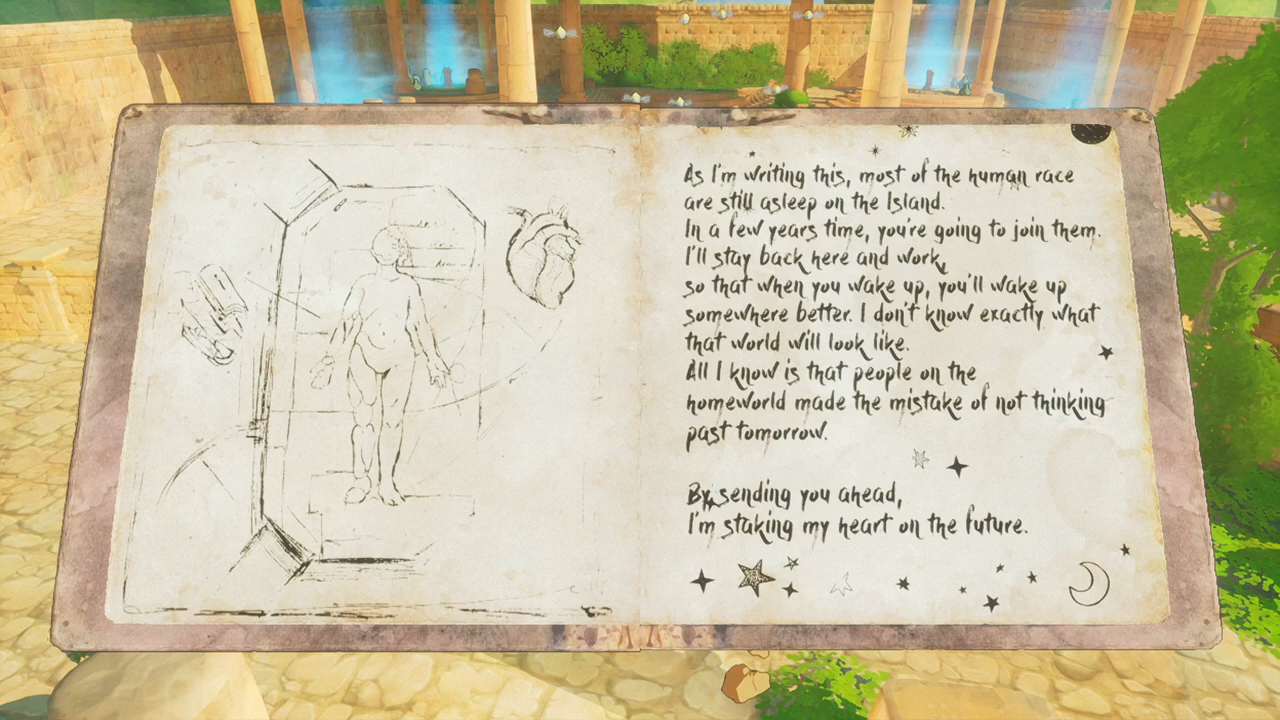 As I'm writing this, most of the human race
are still asleep on the Island.
In a few years time, you're going to join them.
I'll stay back here and work,
so that when you wake up, you'll wake up
somewhere better. I don't know exactly what
that world will look like.
All I know is that people on the
homeworld made the mistake of not thinking
past tomorrow.
By sending you ahead,
I'm staking my heart on the future.